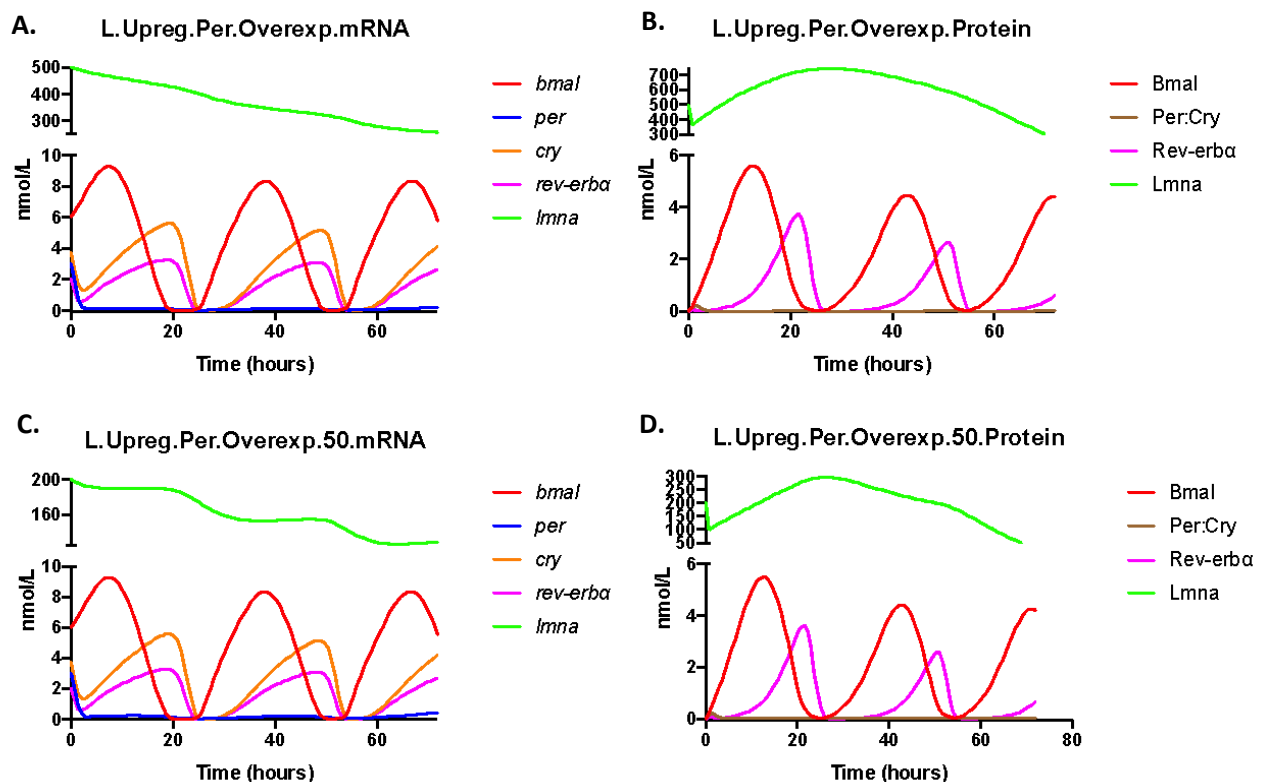 A.
L.Upreg.Per.Overexp.mRNA
500
400
300
10
8
6
4
2
0
nmol/L
0
20
40
60
Time (hours)
bmal
per
cry
rev-erbα
lmna
B.
L.Upreg.Per.Overexp.Protein
700
600
500
400
300
6
4
2
0
nmol/L
0
20
40
60
Time (hours)
Bmal
Per:Cry
Rev-erbα
Lmna
C.
L.Upreg.Per.Overexp.50.mRNA
200
160
10
8
6
4
2
0
nmol/L
0
20
40
60
Time (hours)
bmal
per
cry
rev-erbα
lmna
D.
L.Upreg.Per.Overexp.50.Protein
300
250
200
150
100
50
6
4
2
0
nmol/L
0
20
40
60
80
Time (hours)
Bmal
Per:Cry
Rev-erbα
Lmna